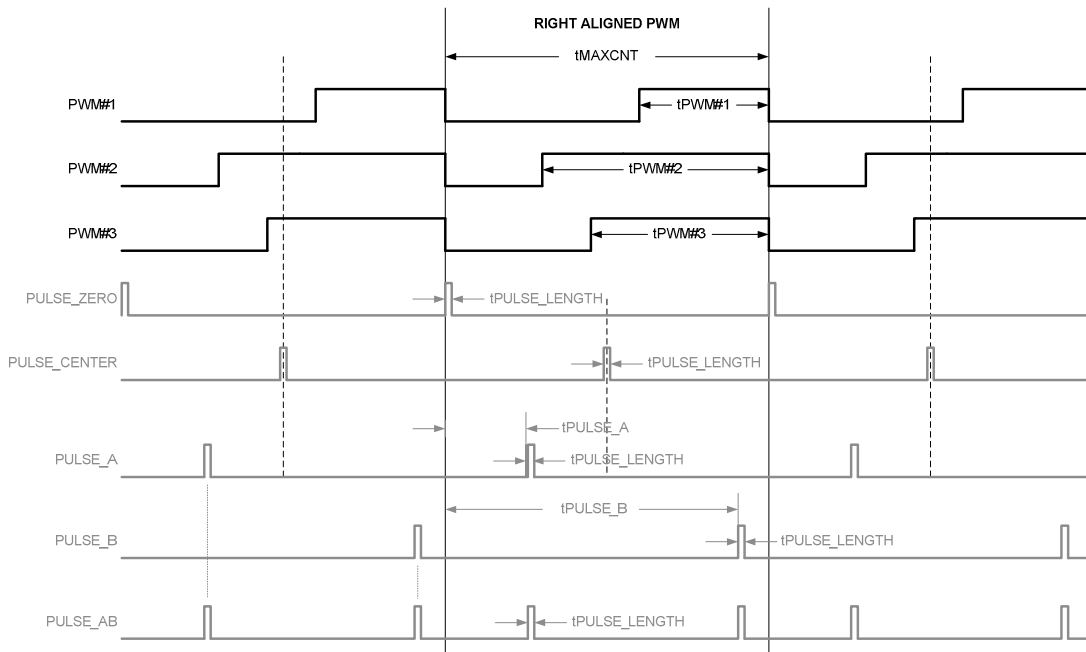 RIGHT ALIGNED PWM
tMAXCNT
PWM#1
tPWM#1
PWM#2
tPWM#2
PWM#3
tPWM#3
PULSE_ZERO
tPULSE_LENGTH
PULSE_CENTER
tPULSE_LENGTH
tPULSE_A
PULSE_A
tPULSE_LENGTH
tPULSE_B
PULSE_B
tPULSE_LENGTH
PULSE_AB
tPULSE_LENGTH